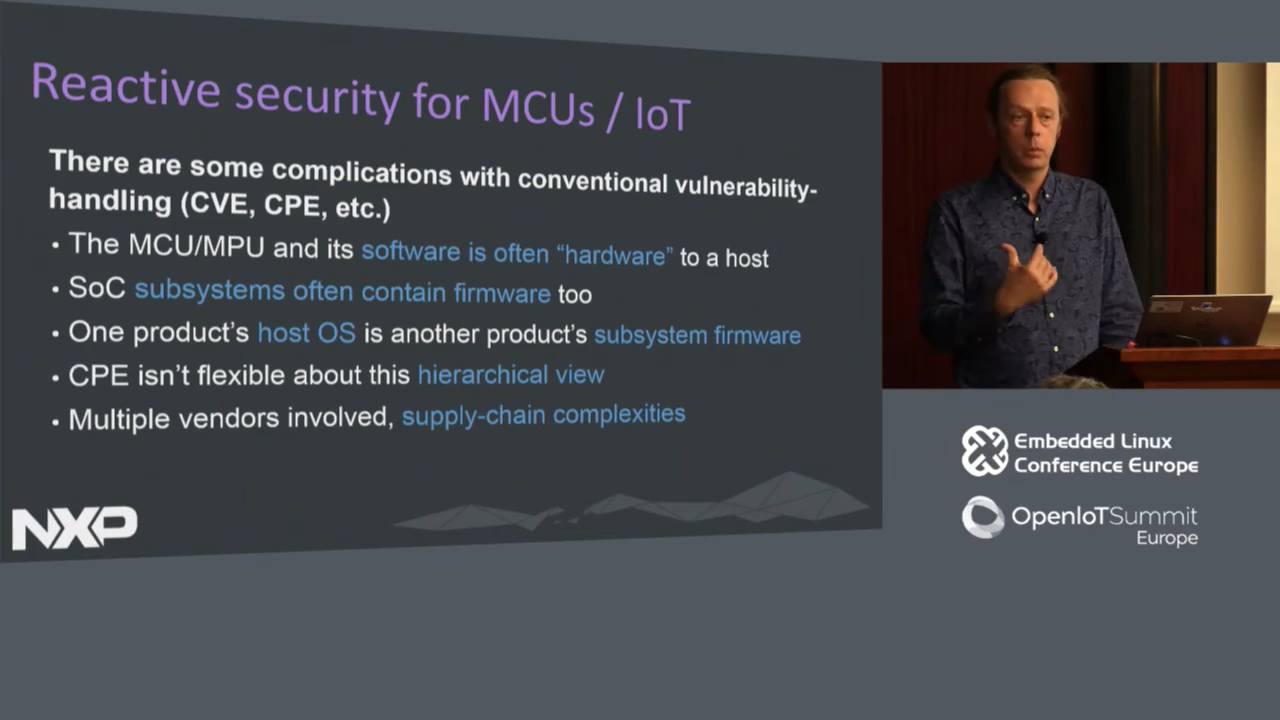 Reactive security for MCUs / IoT
There are some complications with conventional vulnerability-
handling (CVE, CPE, etc.)
• The MCU/MPU and its software is often “hardware” to a host
• SoC subsystems often contain firmware too
• One product’s host OS is another product’s subsystem firmware
• CPE isn’t flexible about this hierarchical view
• Multiple vendors involved, supply-chain complexities
NXP
Embedded Linux
Conference Europe
OpenIoTSummit
Europe